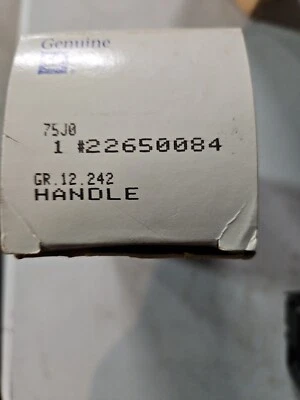 Genuine
75J0
1 #22650084
GR.12.242
HANDLE